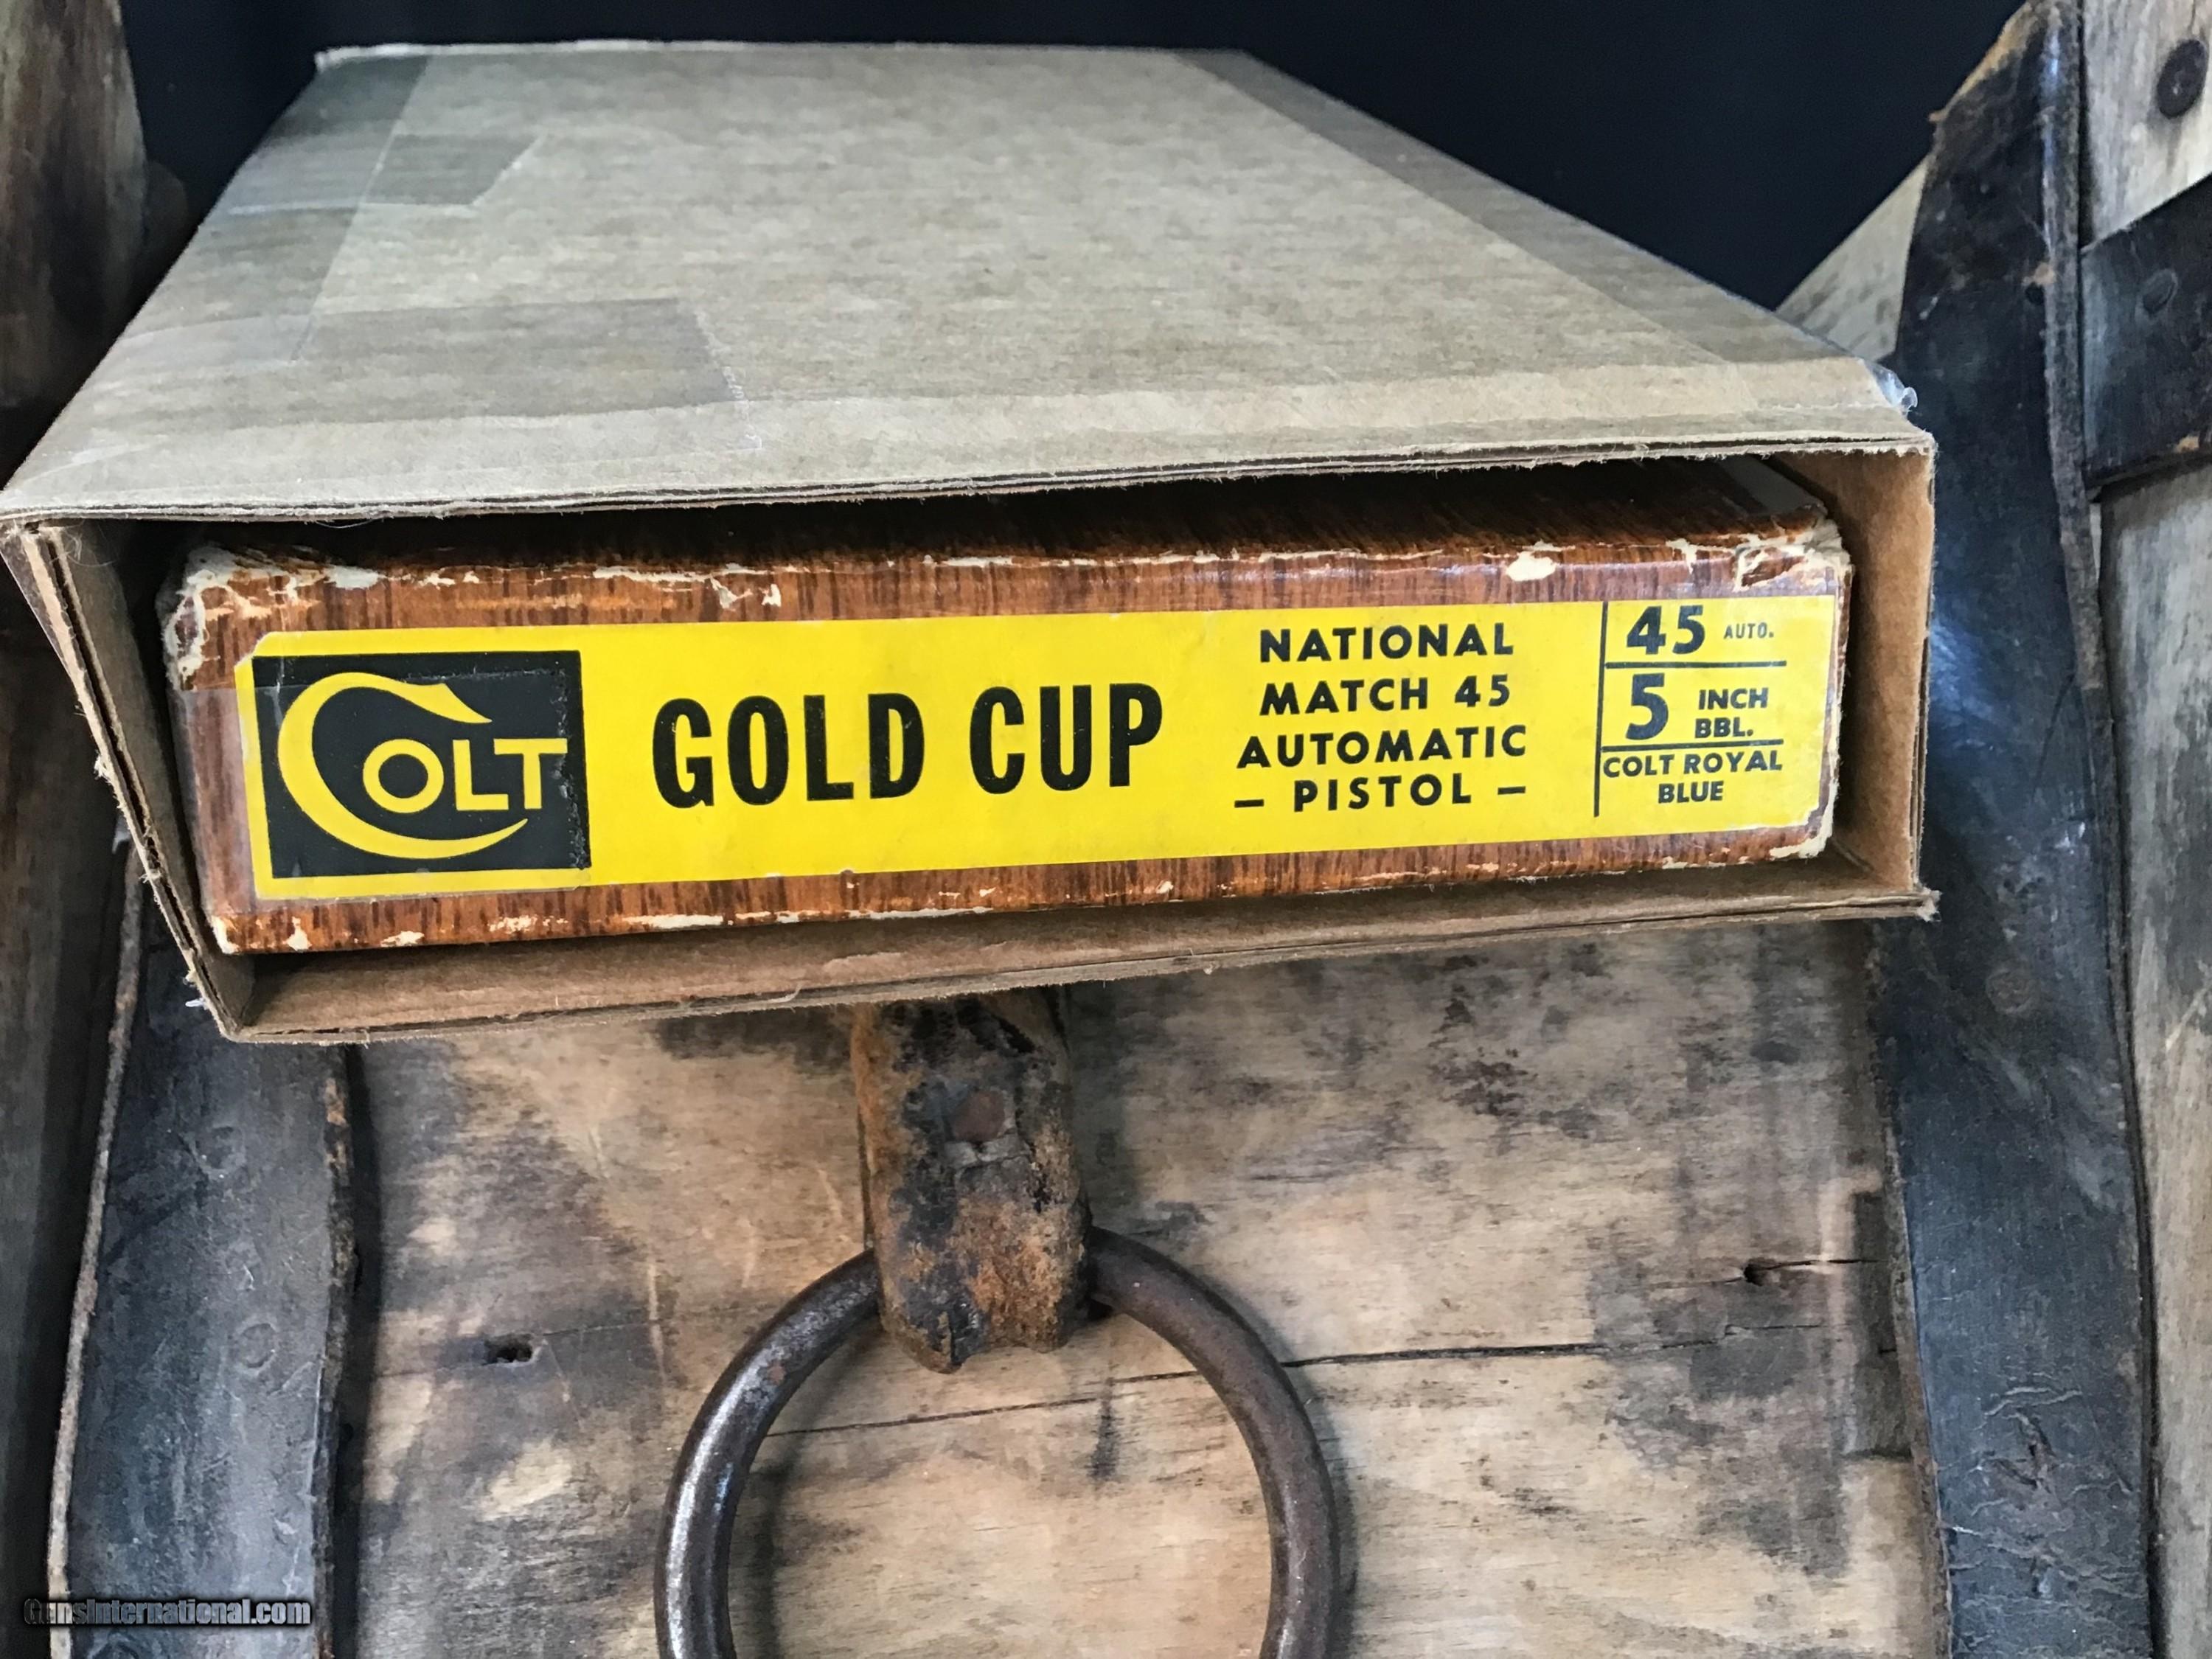 COLT
GOLD CUP
NATIONAL
MATCH 45
AUTOMATIC
– PISTOL –
45 AUTO.
5 INCH
BBL.
COLT ROYAL
BLUE
GunsInternational.com